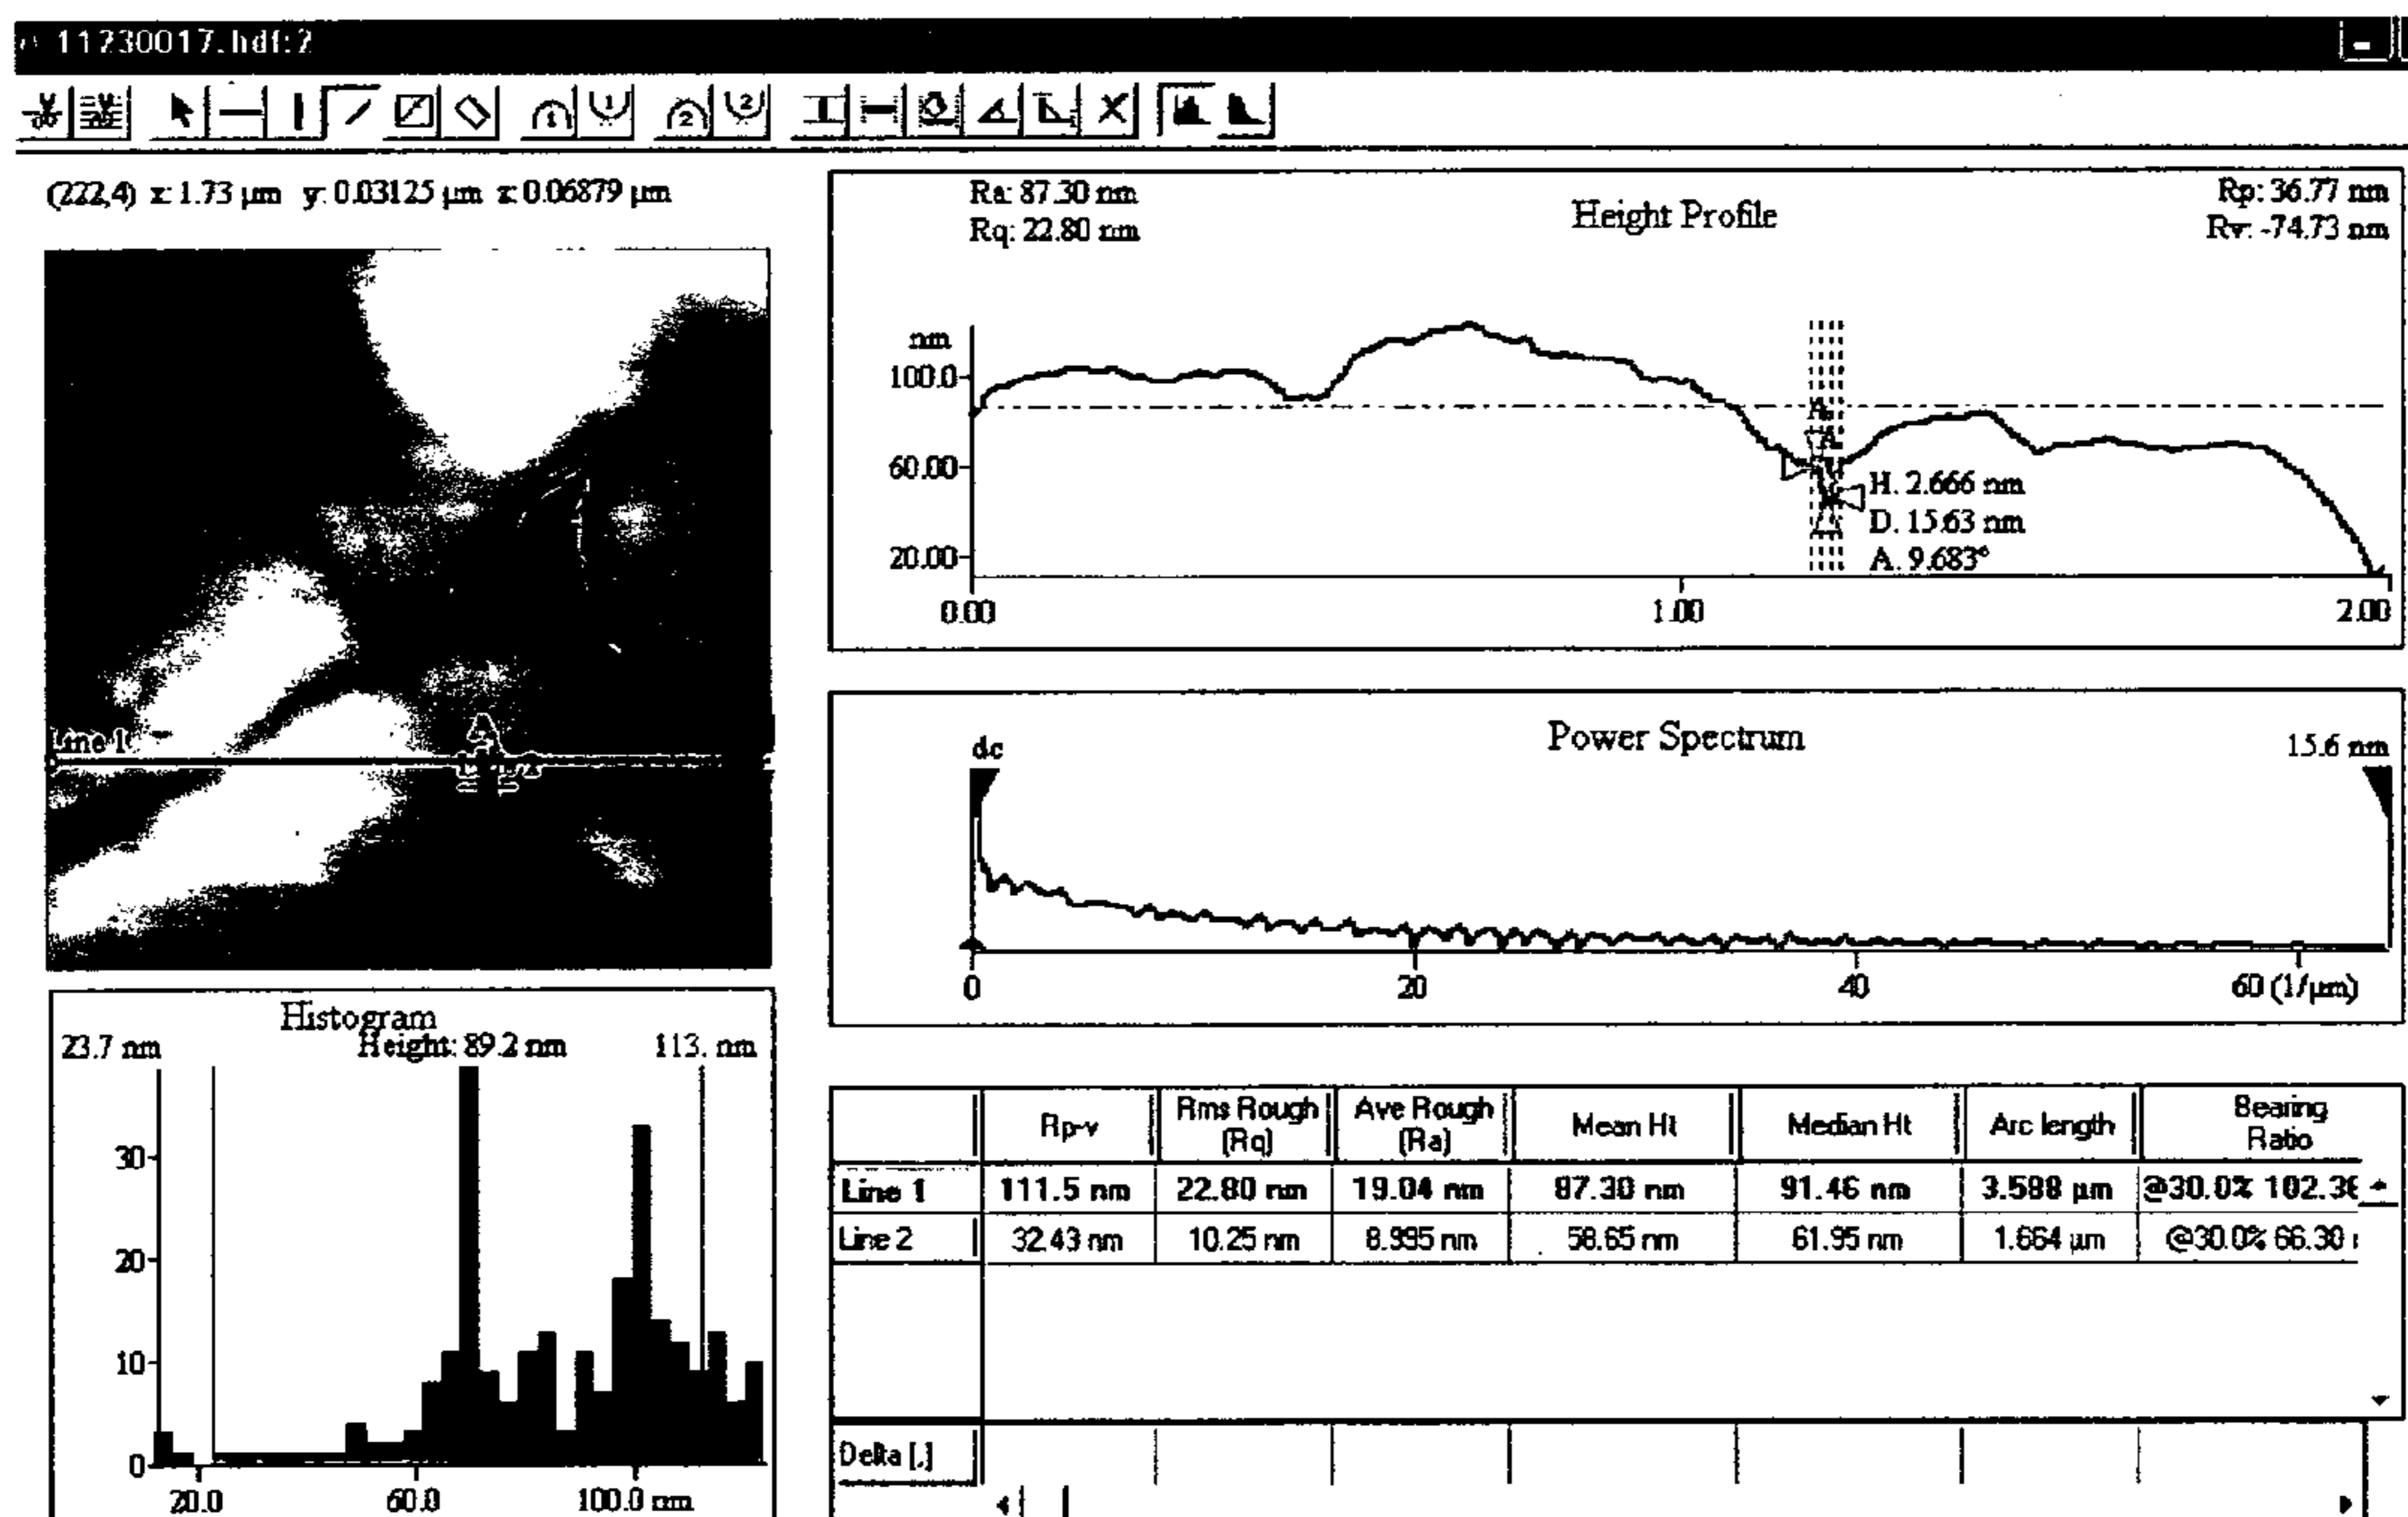 11230017.hdf:2
(222,4) x: 1.73 µm y: 0.03125 µm z: 0.06879 µm
Line 1
Ra: 87.30 nm
Rq: 22.80 nm
Height Profile
Rp: 36.77 nm
Rv: -74.73 nm
nm
100.0
60.00
20.00
A
A
H. 2.666 nm
D. 15.63 nm
A. 9.683°
0.00 1.00 2.00
Power Spectrum
dc
15.6 nm
0 20 40 60 (1/µm)
Histogram
23.7 nm Height: 89.2 nm 113. nm
30
20
10
0
20.0 60.0 100.0 nm
Rp-v Rms Rough (Rq) Ave Rough (Ra) Mean Ht Median Ht Arc length Bearing Ratio
Line 1 111.5 nm 22.80 nm 19.04 nm 87.30 nm 91.46 nm 3.588 µm @30.0% 102.3
Line 2 32.43 nm 10.25 nm 8.995 nm 58.65 nm 61.95 nm 1.664 µm @30.0% 66.30
Delta [.]